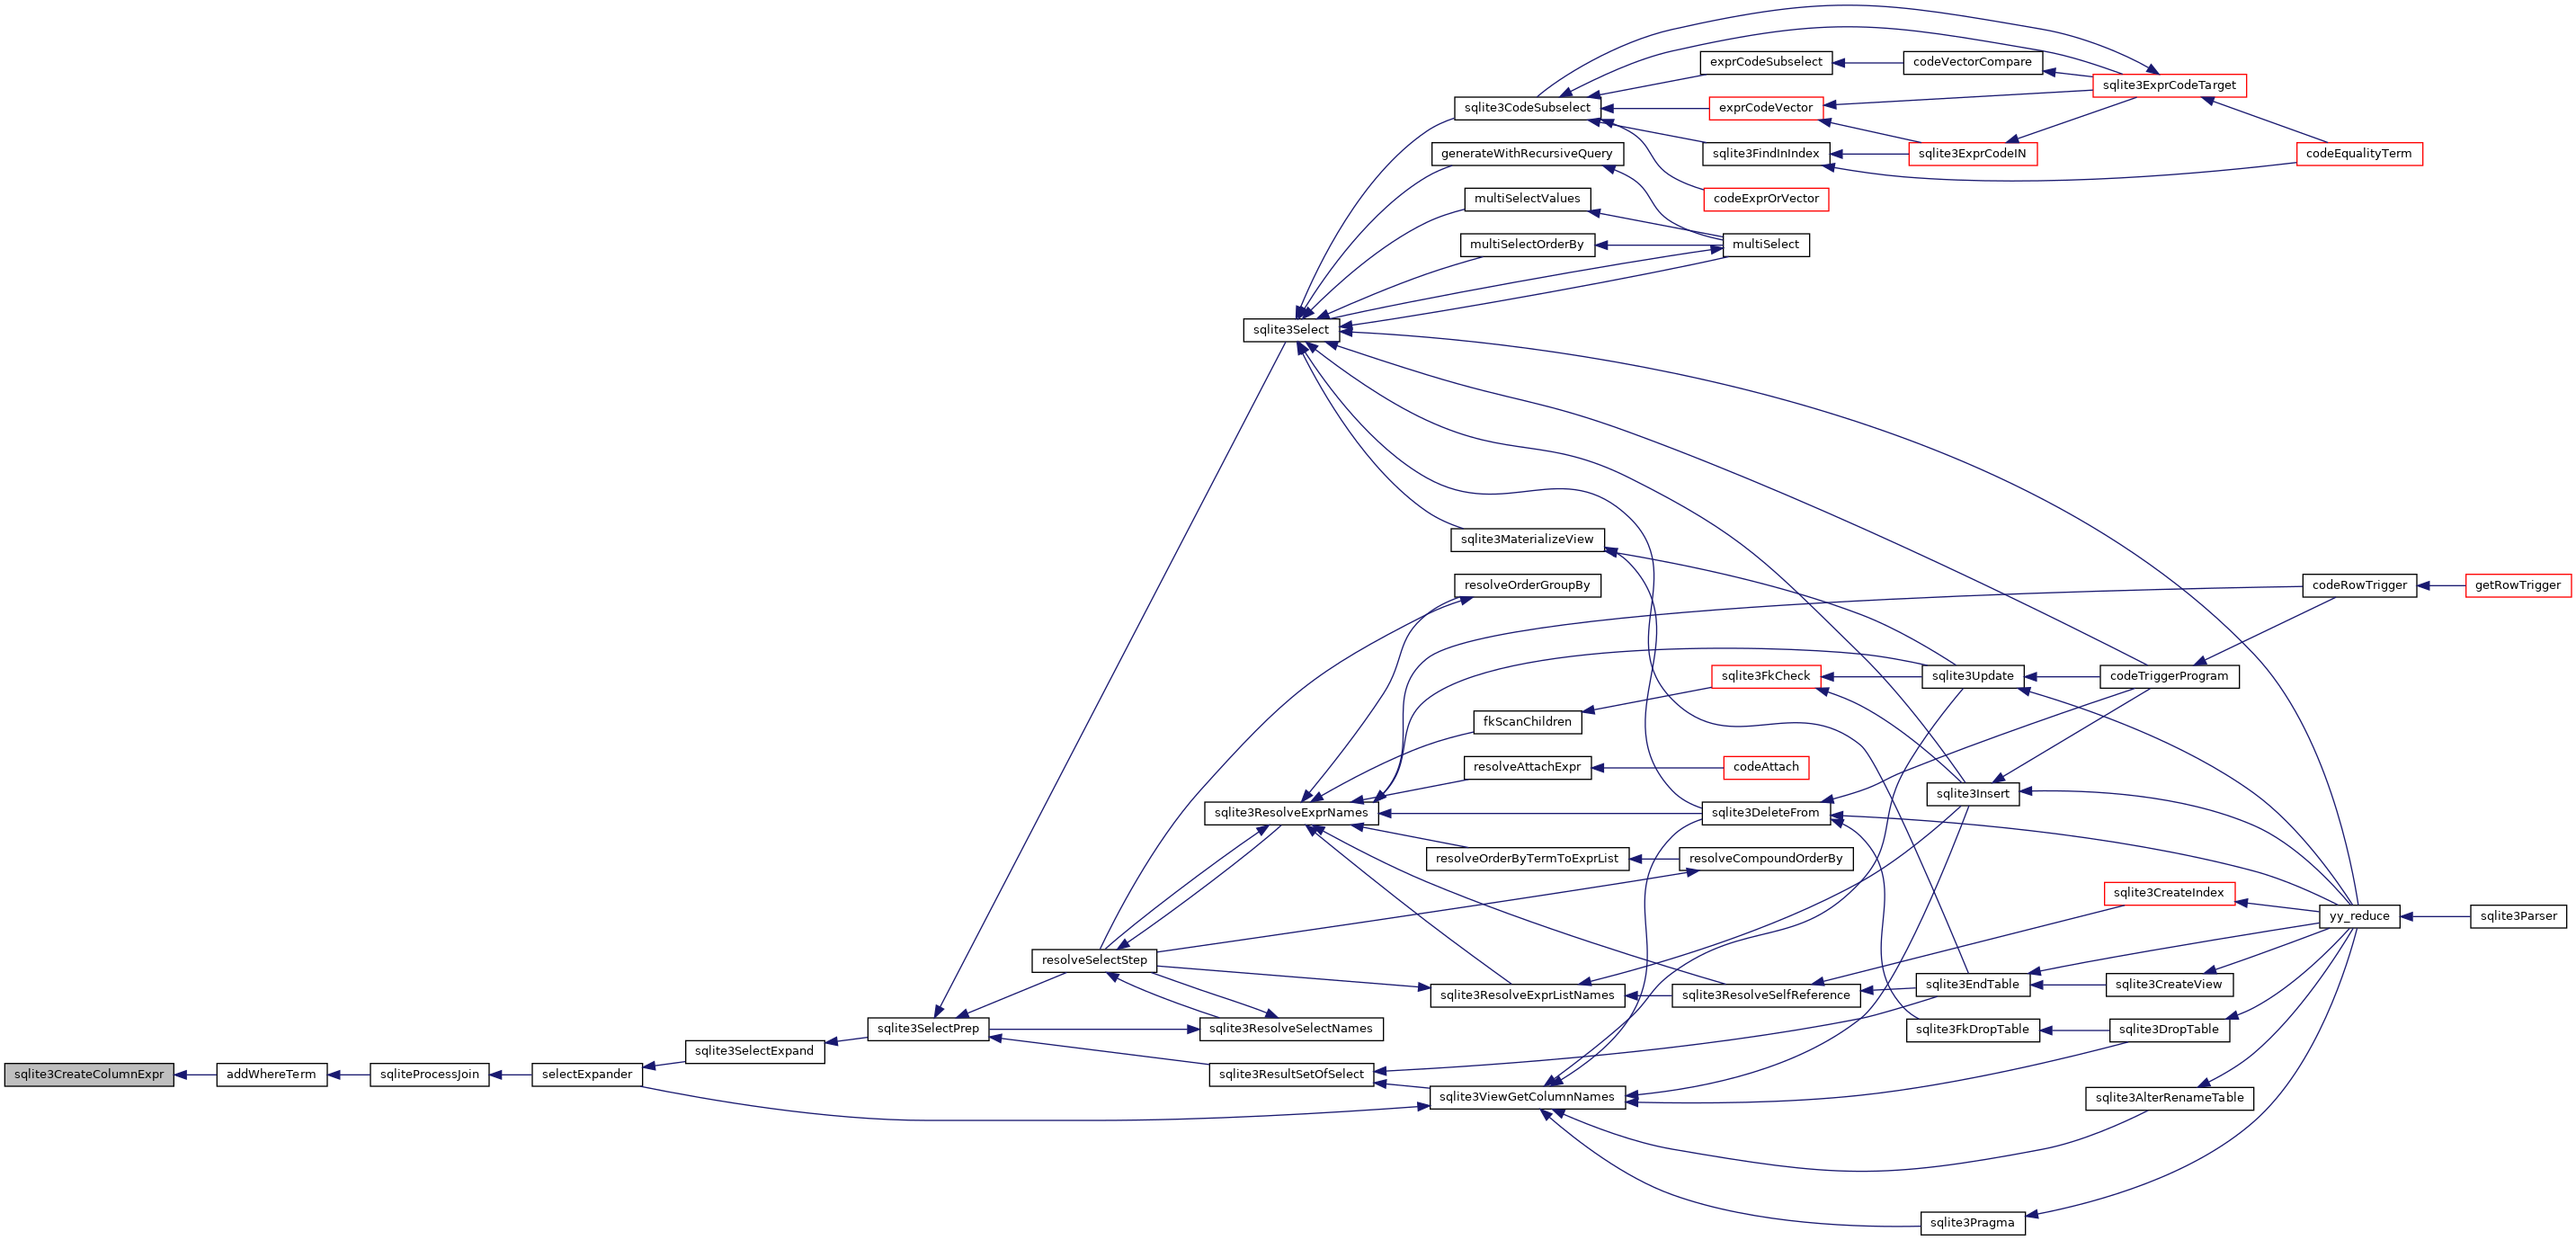 exprCodeSubselect
codeVectorCompare
sqlite3ExprCodeTarget
sqlite3CodeSubselect
exprCodeVector
generateWithRecursiveQuery
sqlite3FindInIndex
sqlite3ExprCodeIN
codeEqualityTerm
multiSelectValues
codeExprOrVector
multiSelectOrderBy
multiSelect
sqlite3Select
sqlite3MaterializeView
resolveOrderGroupBy
codeRowTrigger
getRowTrigger
sqlite3FkCheck
sqlite3Update
codeTriggerProgram
fkScanChildren
resolveAttachExpr
codeAttach
sqlite3Insert
sqlite3ResolveExprNames
sqlite3DeleteFrom
resolveOrderByTermToExprList
resolveCompoundOrderBy
sqlite3CreateIndex
yy_reduce
sqlite3Parser
resolveSelectStep
sqlite3ResolveExprListNames
sqlite3ResolveSelfReference
sqlite3EndTable
sqlite3CreateView
sqlite3SelectPrep
sqlite3ResolveSelectNames
sqlite3FkDropTable
sqlite3DropTable
sqlite3SelectExpand
sqlite3CreateColumnExpr
addWhereTerm
sqliteProcessJoin
selectExpander
sqlite3ResultSetOfSelect
sqlite3ViewGetColumnNames
sqlite3AlterRenameTable
sqlite3Pragma